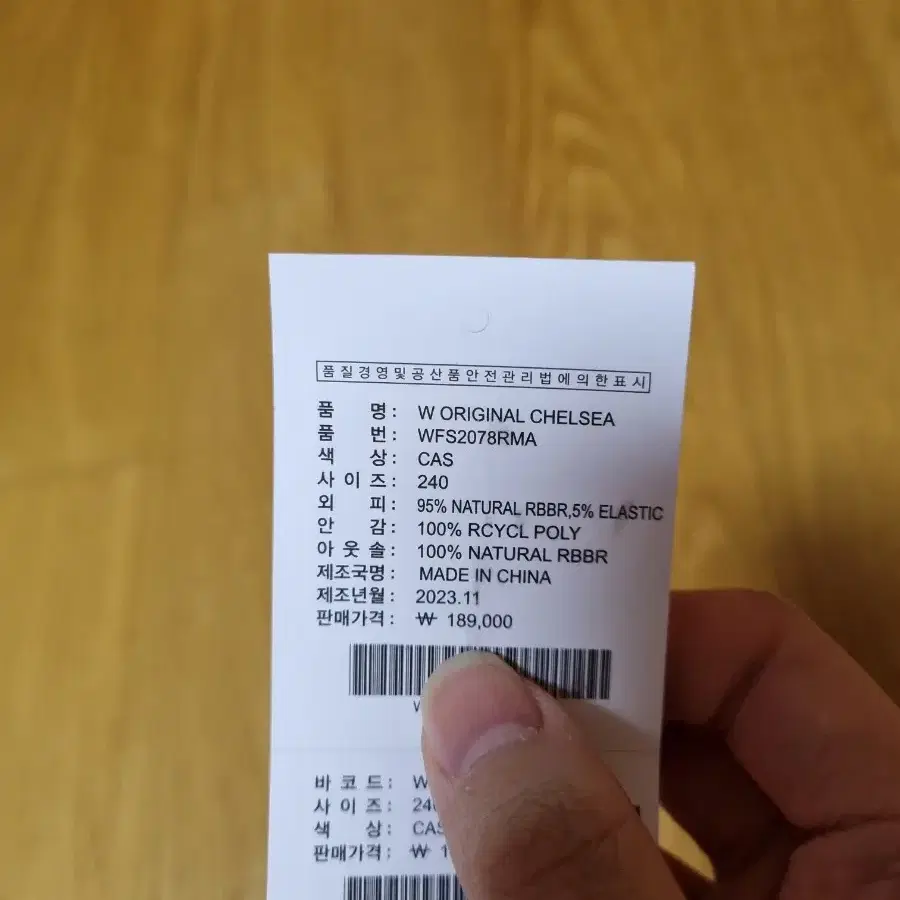 품질경영및공산품안전관리법에의한표시
품 명 : W ORIGINAL CHELSEA
품 번 : WFS2078RMA
색 상 : CAS
사 이 즈 : 240
외 피 : 95% NATURAL RBBR,5% ELASTIC
안 감 : 100% RCYCL POLY
아 웃 솔 : 100% NATURAL RBBR
제조국명 : MADE IN CHINA
제조년월 : 2023.11
판매가격 : ₩ 189,000
바 코 드 :
사 이 즈 :
색 상 : CAS
판매가격 : ₩